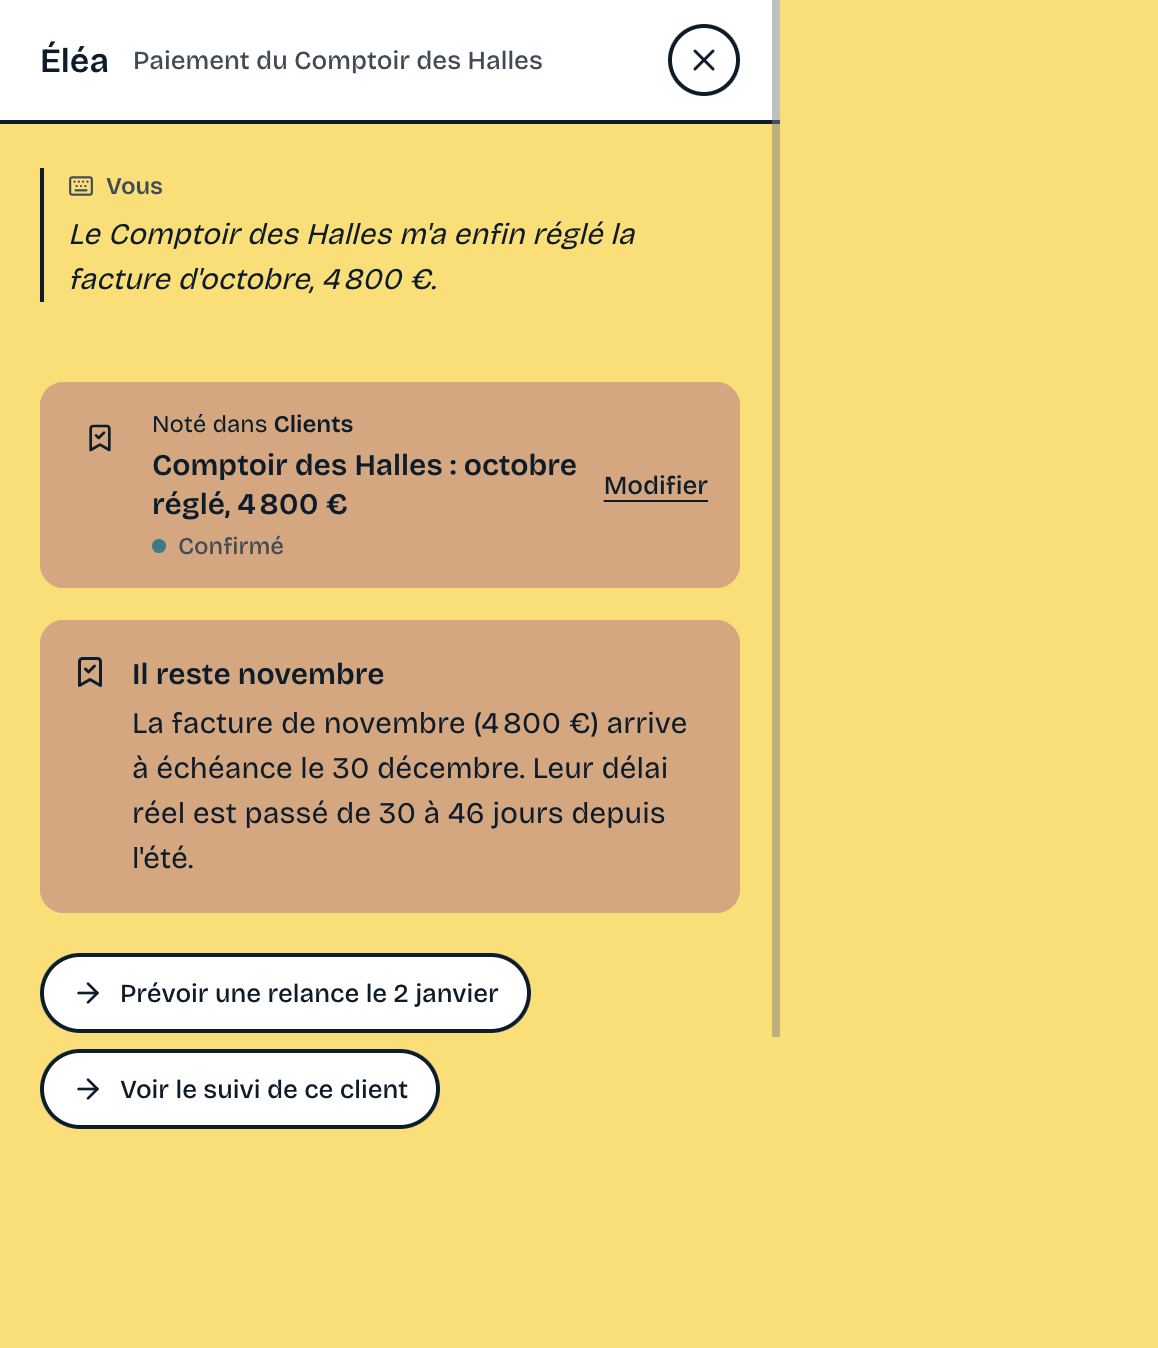 Éléa Paiement du Comptoir des Halles
Vous
Le Comptoir des Halles m'a enfin réglé la
facture d'octobre, 4 800 €.
Noté dans Clients
Comptoir des Halles : octobre
réglé, 4 800 €
Modifier
Confirmé
Il reste novembre
La facture de novembre (4 800 €) arrive
à échéance le 30 décembre. Leur délai
réel est passé de 30 à 46 jours depuis
l'été.
Prévoir une relance le 2 janvier
Voir le suivi de ce client